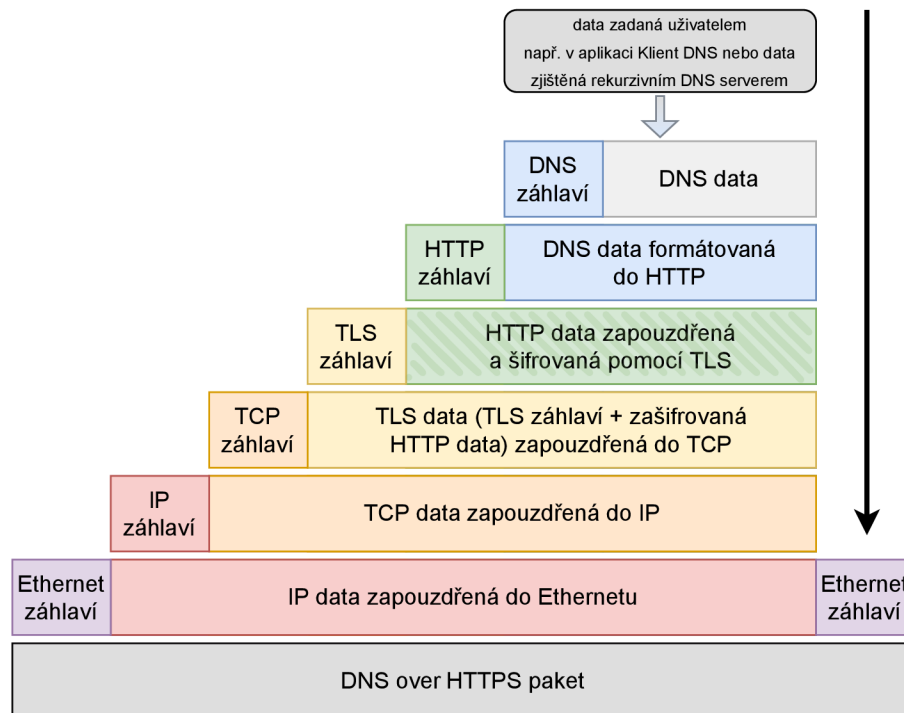 data zadaná uživatelem
např. v aplikaci Klient DNS nebo data
zjištěná rekurzivním DNS serverem
DNS
záhlaví
DNS data
HTTP
záhlaví
DNS data formátovaná
do HTTP
TLS
záhlaví
HTTP data zapouzdřená
a šifrovaná pomocí TLS
TCP
záhlaví
TLS data (TLS záhlaví + zašifrovaná
HTTP data) zapouzdřená do TCP
IP
záhlaví
TCP data zapouzdřená do IP
Ethernet
záhlaví
IP data zapouzdřená do Ethernetu
Ethernet
záhlaví
DNS over HTTPS paket